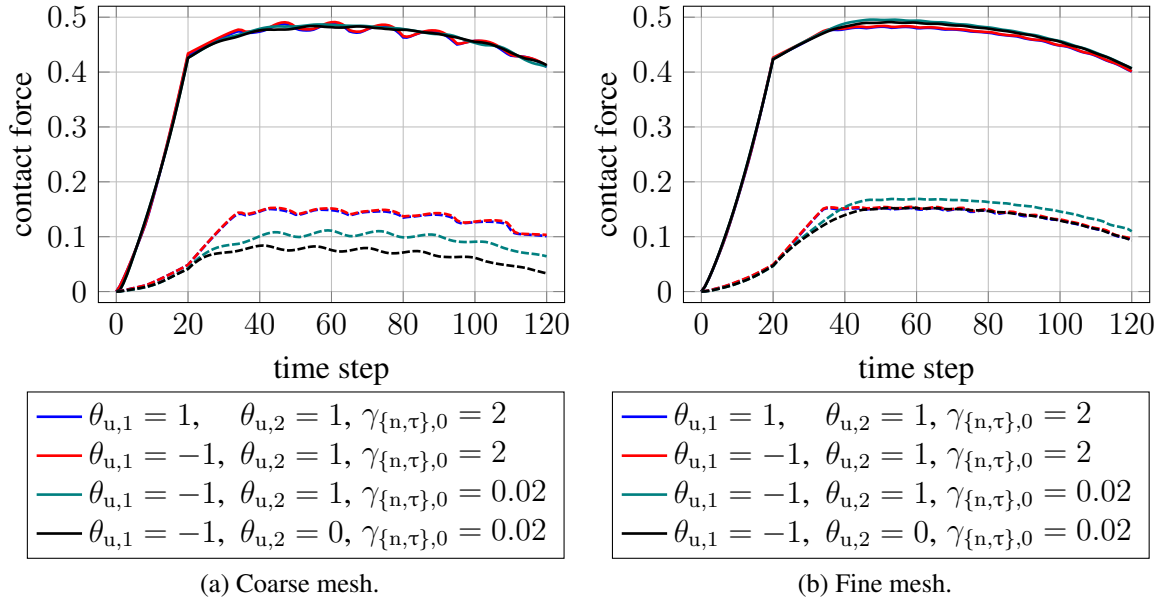 0.5
0.4
0.3
0.2
0.1
0
contact force
0 20 40 60 80 100 120
time step
θu,1 = 1, θu,2 = 1, γ{n,τ},0 = 2
θu,1 = −1, θu,2 = 1, γ{n,τ},0 = 2
θu,1 = −1, θu,2 = 1, γ{n,τ},0 = 0.02
θu,1 = −1, θu,2 = 0, γ{n,τ},0 = 0.02
(a) Coarse mesh.
0.5
0.4
0.3
0.2
0.1
0
contact force
0 20 40 60 80 100 120
time step
θu,1 = 1, θu,2 = 1, γ{n,τ},0 = 2
θu,1 = −1, θu,2 = 1, γ{n,τ},0 = 2
θu,1 = −1, θu,2 = 1, γ{n,τ},0 = 0.02
θu,1 = −1, θu,2 = 0, γ{n,τ},0 = 0.02
(b) Fine mesh.